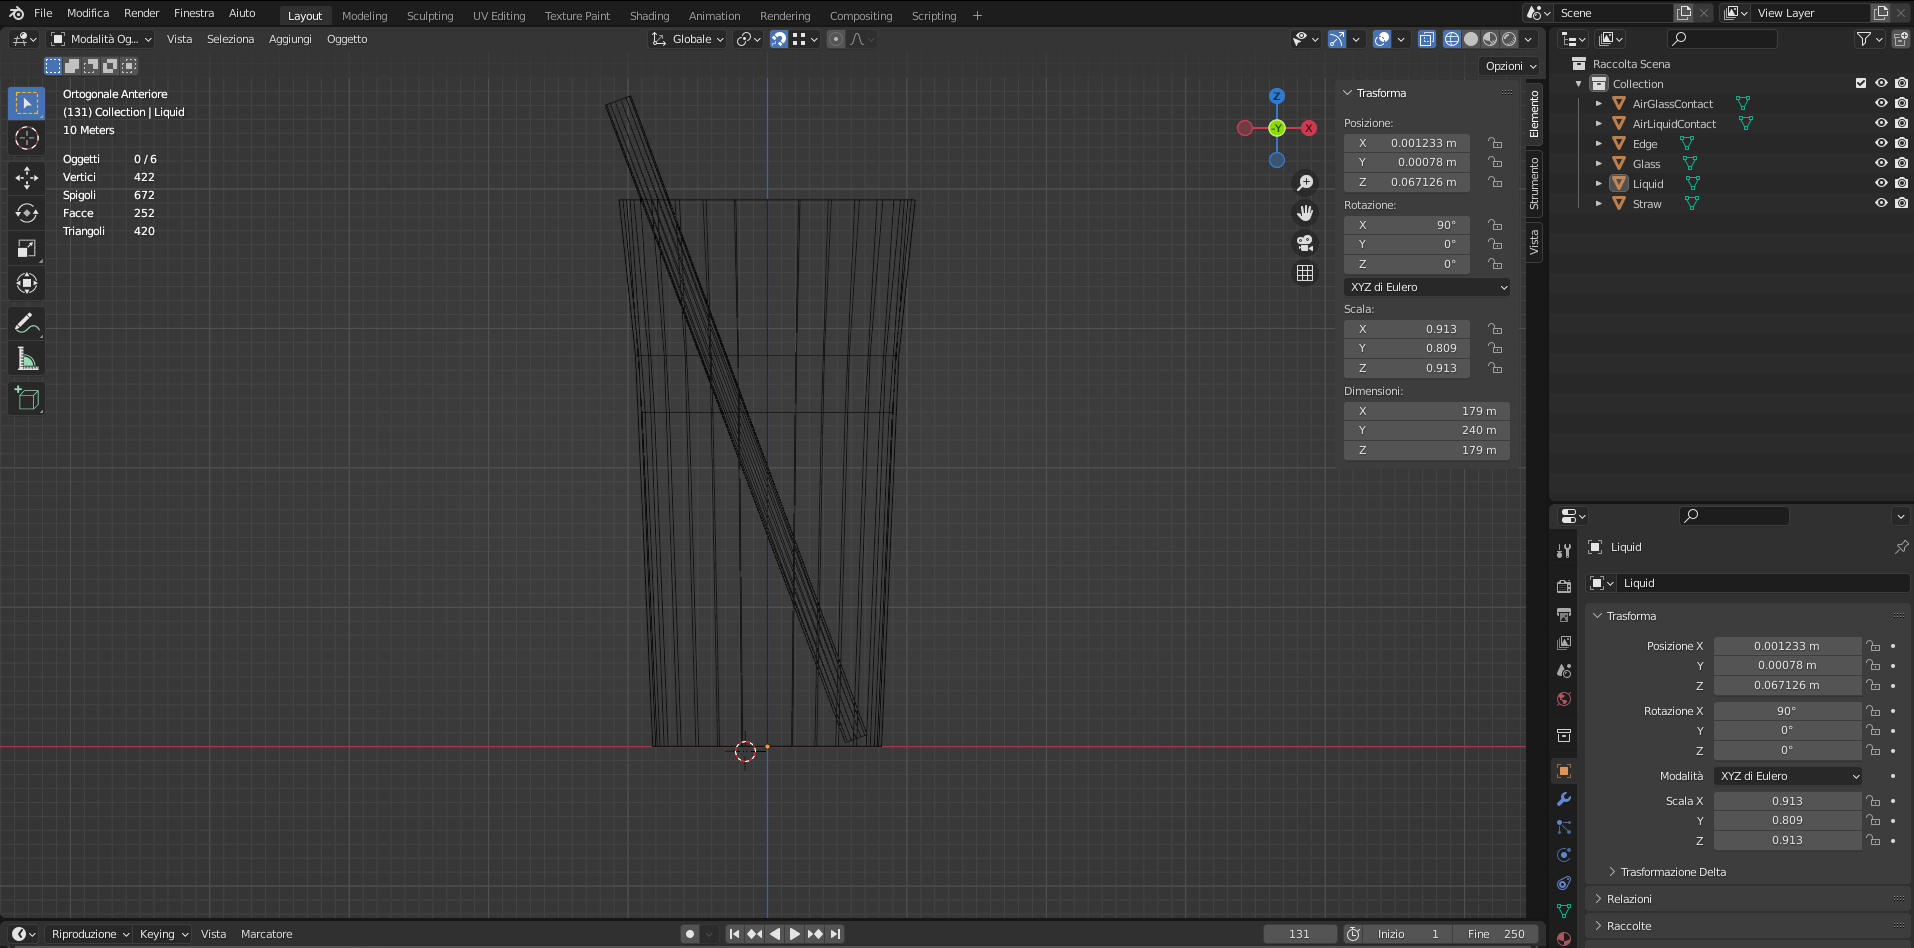 File Modifica Render Finestra Aiuto Layout Modeling Sculpting UV Editing Texture Paint Shading Animation Rendering Compositing Scripting + Scene View Layer
Modalità Og... Vista Seleziona Aggiungi Oggetto Globale
Opzioni
Ortogonale Anteriore
(131) Collection | Liquid
10 Meters
Oggetti 0 / 6
Vertici 422
Spigoli 672
Facce 252
Triangoli 420
Z
-Y
X
Trasforma
Posizione:
X 0.001233 m
Y 0.00078 m
Z 0.067126 m
Rotazione:
X 90°
Y 0°
Z 0°
XYZ di Eulero
Scala:
X 0.913
Y 0.809
Z 0.913
Dimensioni:
X 179 m
Y 240 m
Z 179 m
Elemento
Strumento
Vista
Raccolta Scena
Collection
AirGlassContact
AirLiquidContact
Edge
Glass
Liquid
Straw
Liquid
Liquid
Trasforma
Posizione X 0.001233 m
Y 0.00078 m
Z 0.067126 m
Rotazione X 90°
Y 0°
Z 0°
Modalità XYZ di Eulero
Scala X 0.913
Y 0.809
Z 0.913
Trasformazione Delta
Relazioni
Raccolte
Riproduzione Keying Vista Marcatore 131 Inizio 1 Fine 250